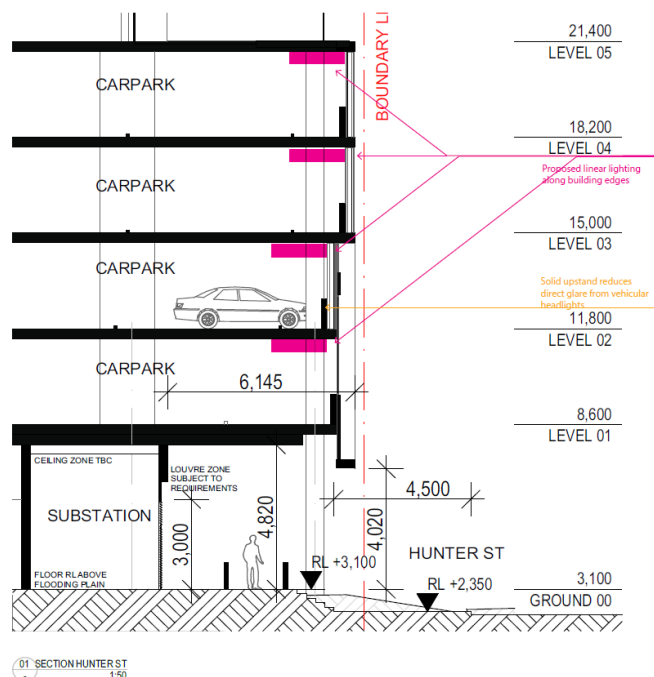 21,400
LEVEL 05
BOUNDARY LI
CARPARK
18,200
LEVEL 04
Proposed linear lighting
along building edges
CARPARK
15,000
LEVEL 03
CARPARK
Solid upstand reduces
direct glare from vehicular
headlights
11,800
LEVEL 02
CARPARK
6,145
8,600
LEVEL 01
CEILING ZONE TBC
LOUVRE ZONE
SUBJECT TO
REQUIREMENTS
4,500
SUBSTATION
3,000
4,820
4,020
HUNTER ST
RL +3,100
RL +2,350
FLOOR RL ABOVE
FLOODING PLAIN
3,100
GROUND 00
01 SECTION HUNTER ST
1:50